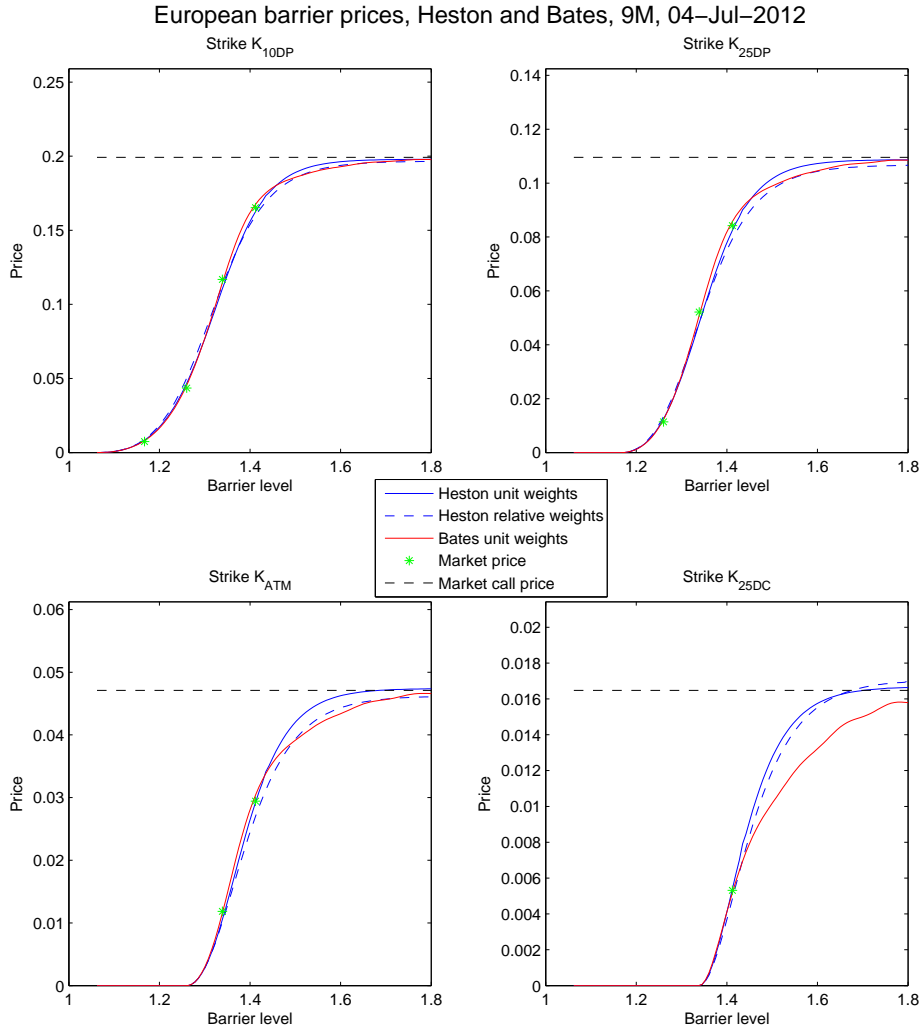 European barrier prices, Heston and Bates, 9M, 04−Jul−2012
Strike K10DP
Price
0.25
0.2
0.15
0.1
0.05
0
1
1.2
1.4
1.6
1.8
Barrier level
Strike K25DP
Price
0.14
0.12
0.1
0.08
0.06
0.04
0.02
0
1
1.2
1.4
1.6
1.8
Barrier level
Heston unit weights
Heston relative weights
Bates unit weights
Market price
Market call price
Strike KATM
Price
0.06
0.05
0.04
0.03
0.02
0.01
0
1
1.2
1.4
1.6
1.8
Barrier level
Strike K25DC
Price
0.02
0.018
0.016
0.014
0.012
0.01
0.008
0.006
0.004
0.002
0
1
1.2
1.4
1.6
1.8
Barrier level